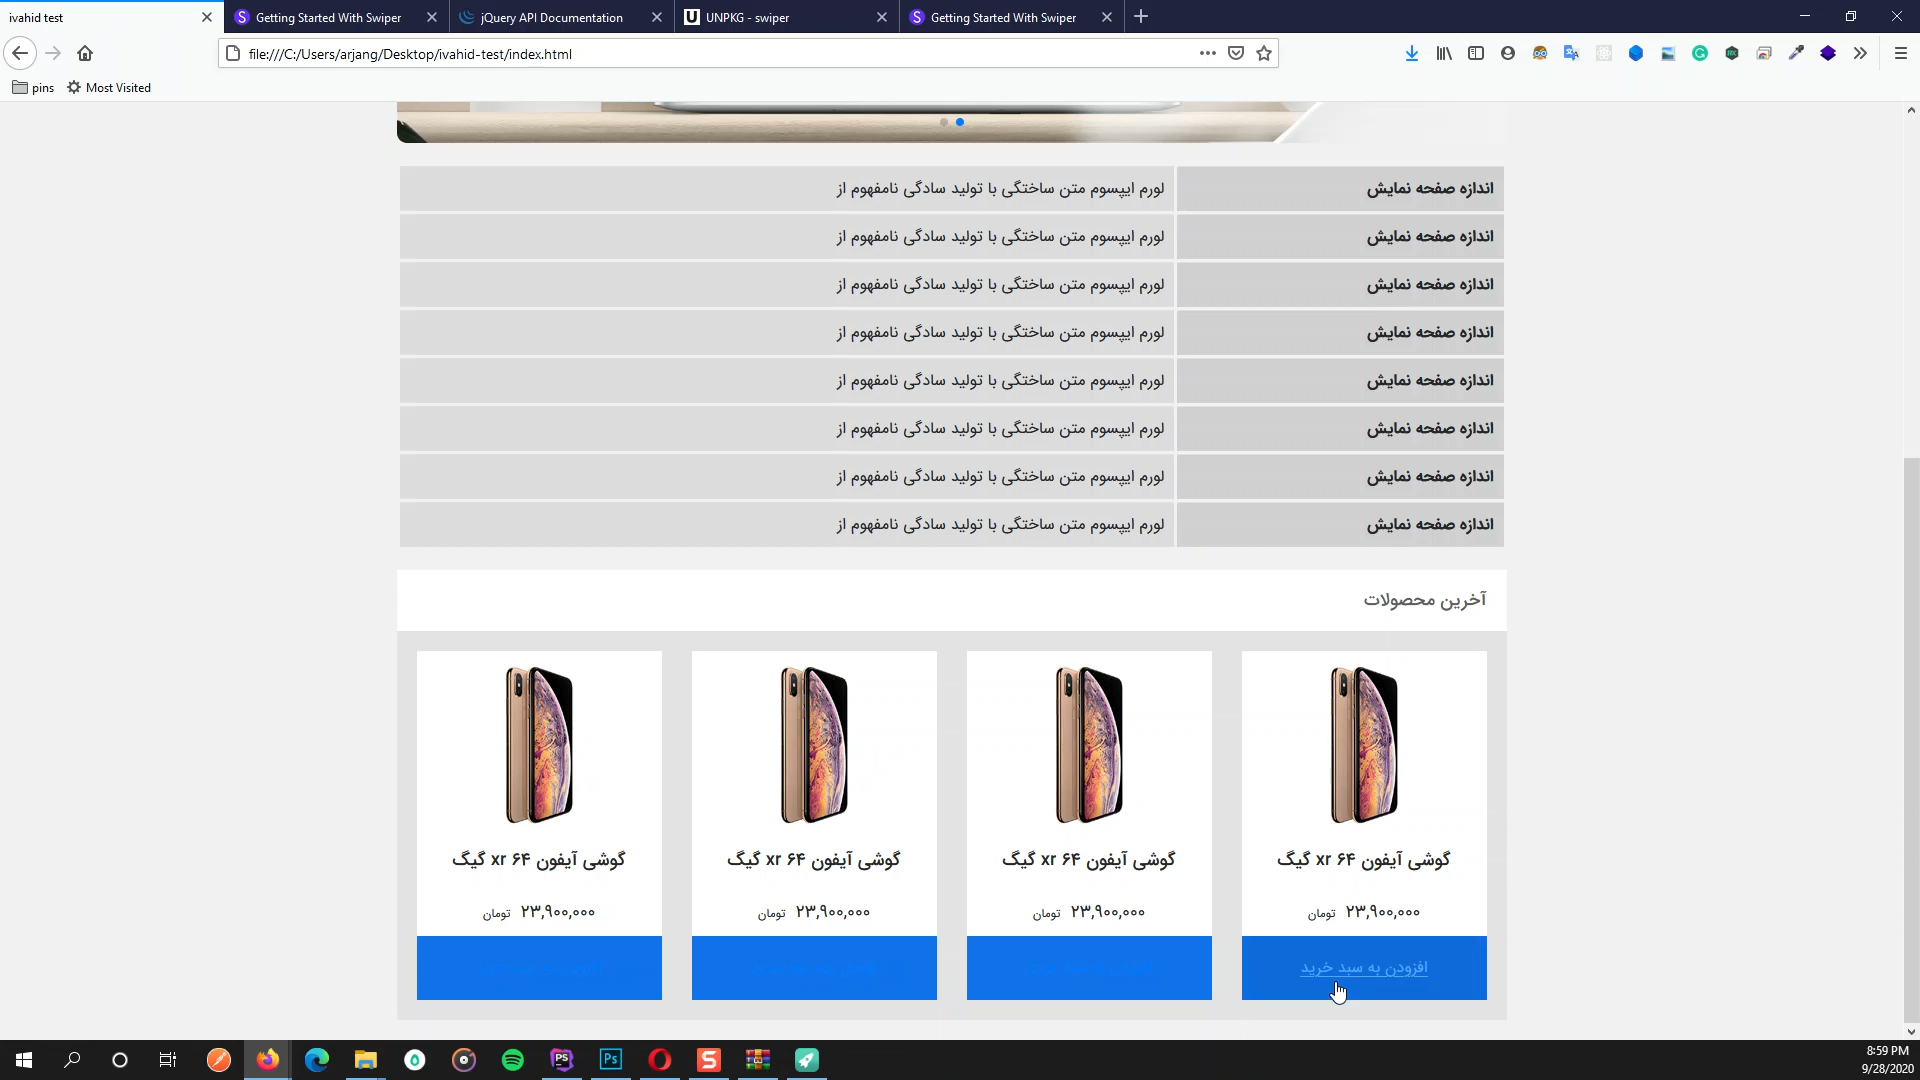 ivahid test
Getting Started With Swiper
jQuery API Documentation
UNPKG - swiper
Getting Started With Swiper
file:///C:/Users/arjang/Desktop/ivahid-test/index.html
pins
Most Visited
اندازه صفحه نمایش لورم ایپسوم متن ساختگی با تولید سادگی نامفهوم از
اندازه صفحه نمایش لورم ایپسوم متن ساختگی با تولید سادگی نامفهوم از
اندازه صفحه نمایش لورم ایپسوم متن ساختگی با تولید سادگی نامفهوم از
اندازه صفحه نمایش لورم ایپسوم متن ساختگی با تولید سادگی نامفهوم از
اندازه صفحه نمایش لورم ایپسوم متن ساختگی با تولید سادگی نامفهوم از
اندازه صفحه نمایش لورم ایپسوم متن ساختگی با تولید سادگی نامفهوم از
اندازه صفحه نمایش لورم ایپسوم متن ساختگی با تولید سادگی نامفهوم از
اندازه صفحه نمایش لورم ایپسوم متن ساختگی با تولید سادگی نامفهوم از
آخرین محصولات
گوشی آیفون xr ۶۴ گیگ
گوشی آیفون xr ۶۴ گیگ
گوشی آیفون xr ۶۴ گیگ
گوشی آیفون xr ۶۴ گیگ
۲۳,۹۰۰,۰۰۰ تومان
۲۳,۹۰۰,۰۰۰ تومان
۲۳,۹۰۰,۰۰۰ تومان
۲۳,۹۰۰,۰۰۰ تومان
افزودن به سبد خرید
8:59 PM
9/28/2020